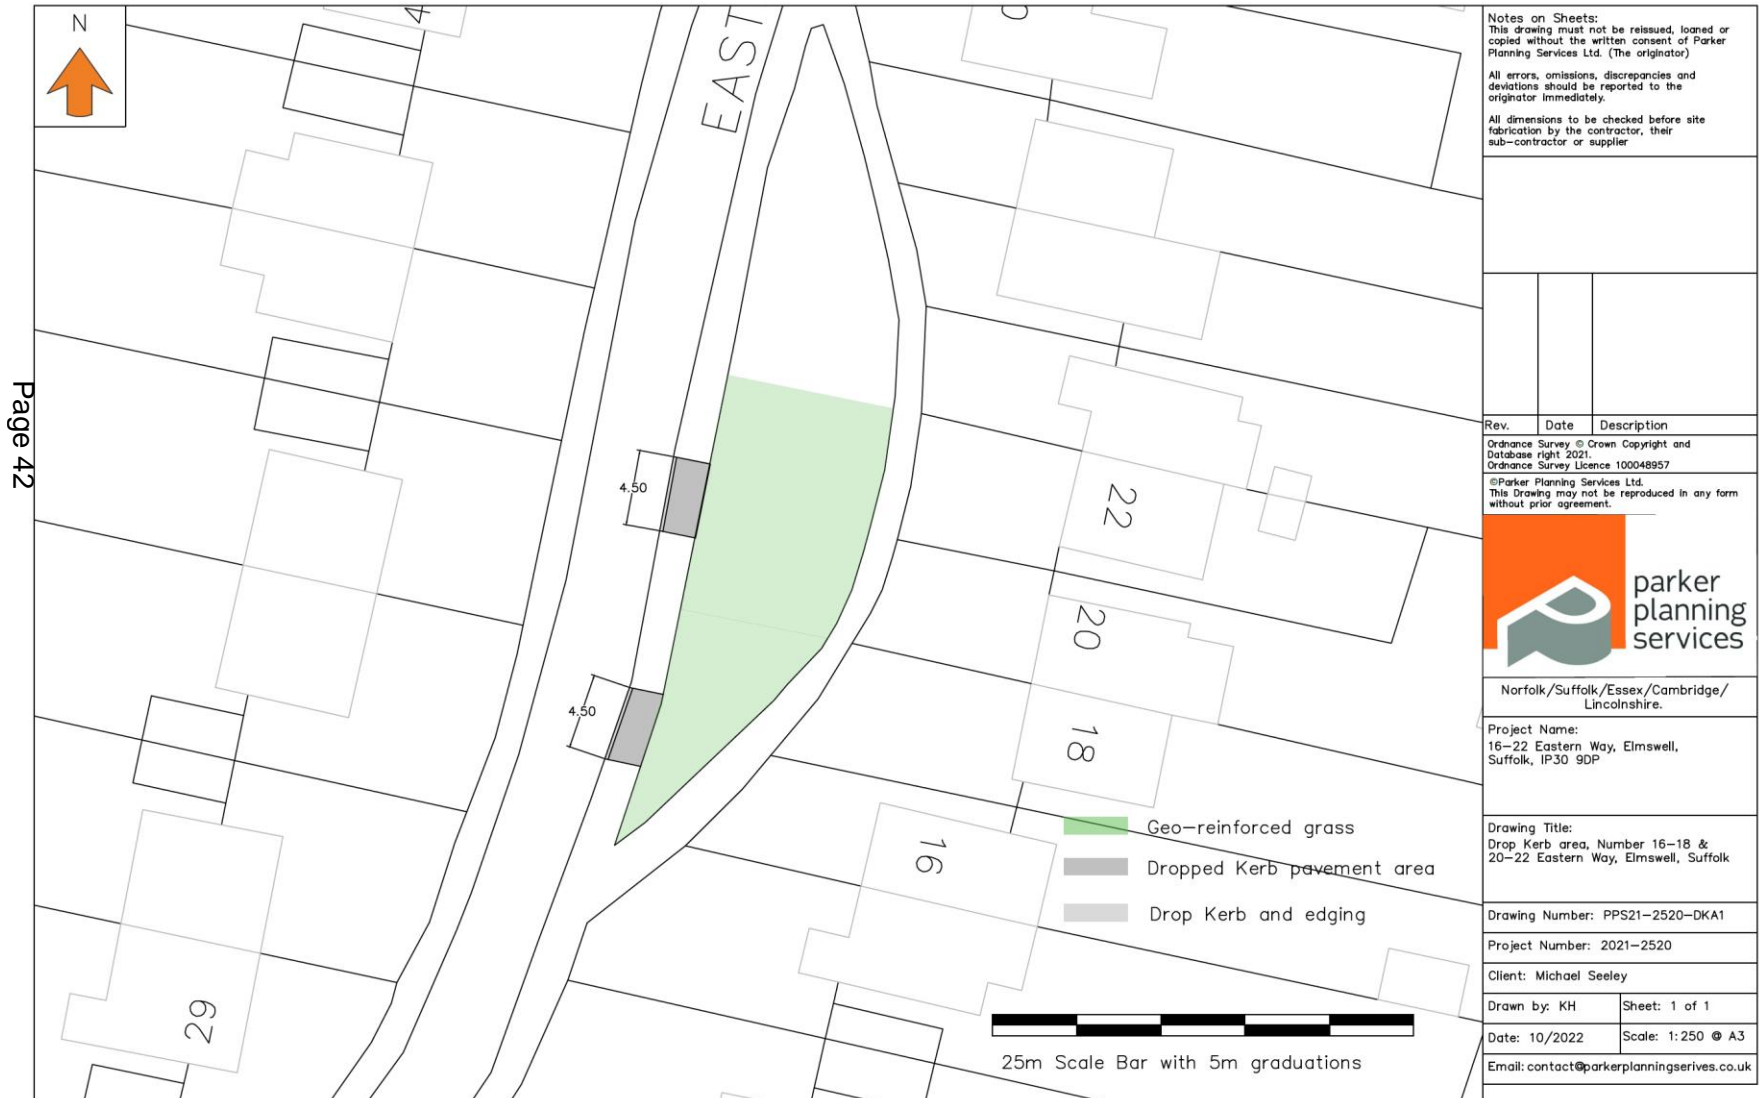 N
4
EAST
Page 42
4.50
4.50
22
20
18
16
29
Geo-reinforced grass
Dropped Kerb pavement area
Drop Kerb and edging
25m Scale Bar with 5m graduations
Notes on Sheets:
This drawing must not be reissued, loaned or
copied without the written consent of Parker
Planning Services Ltd. (The originator)
All errors, omissions, discrepancies and
deviations should be reported to the
originator immediately.
All dimensions to be checked before site
fabrication by the contractor, their
sub-contractor or supplier
Rev. Date Description
Ordnance Survey © Crown Copyright and
Database right 2021.
Ordnance Survey Licence 100048957
©Parker Planning Services Ltd.
This Drawing may not be reproduced in any form
without prior agreement.
parker
planning
services
Norfolk/Suffolk/Essex/Cambridge/
Lincolnshire.
Project Name:
16-22 Eastern Way, Elmswell,
Suffolk, IP30 9DP
Drawing Title:
Drop Kerb area, Number 16-18 &
20-22 Eastern Way, Elmswell, Suffolk
Drawing Number: PPS21-2520-DKA1
Project Number: 2021-2520
Client: Michael Seeley
Drawn by: KH Sheet: 1 of 1
Date: 10/2022 Scale: 1:250 @ A3
Email: contact@parkerplanningserives.co.uk